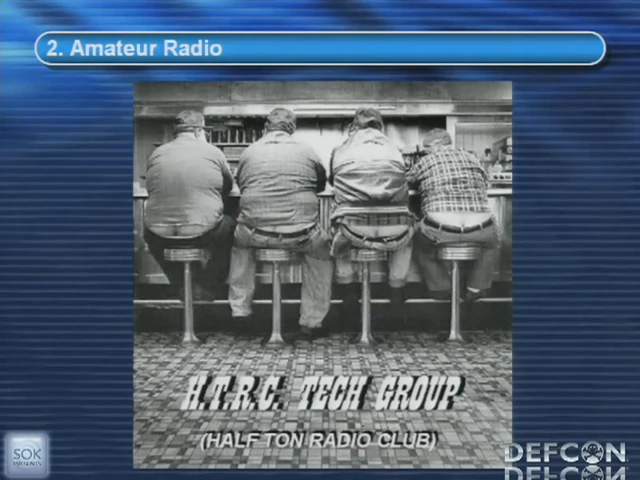 2. Amateur Radio
H.T.R.C. TECH GROUP
(HALF TON RADIO CLUB)
SOK
DEFCON